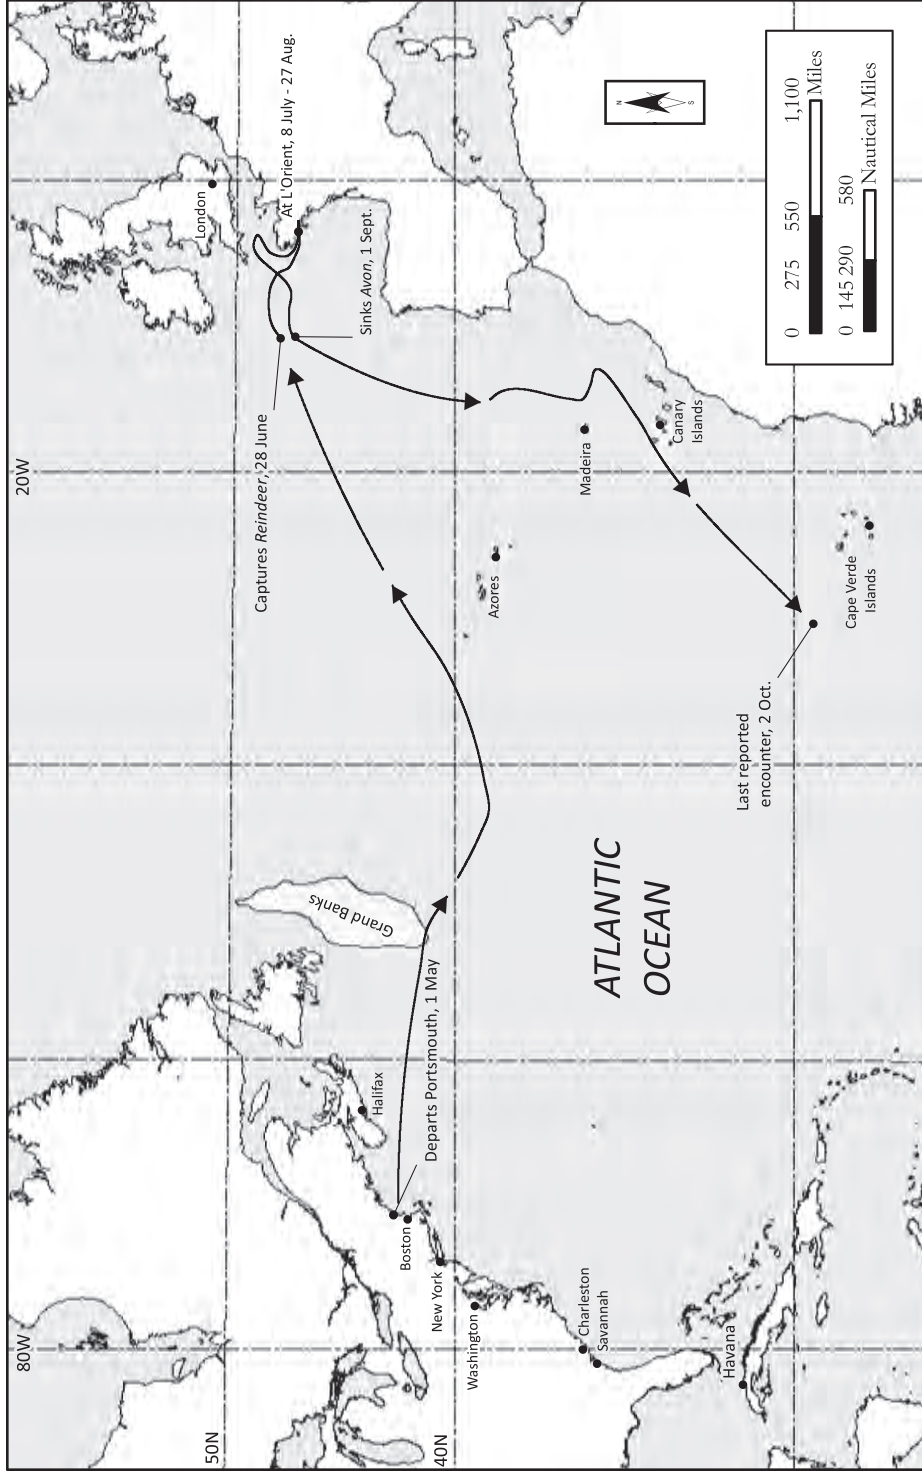 80W
20W
50N
40N
London
At L'Orient, 8 July - 27 Aug.
Sinks Avon, 1 Sept.
Captures Reindeer, 28 June
Grand Banks
Halifax
Departs Portsmouth, 1 May
Boston
New York
Washington
Charleston
Savannah
Havana
Azores
Madeira
Canary
Islands
Cape Verde
Islands
Last reported
encounter, 2 Oct.
ATLANTIC
OCEAN
N
S
0 275 550 1,100
Miles
0 145 290 580
Nautical Miles